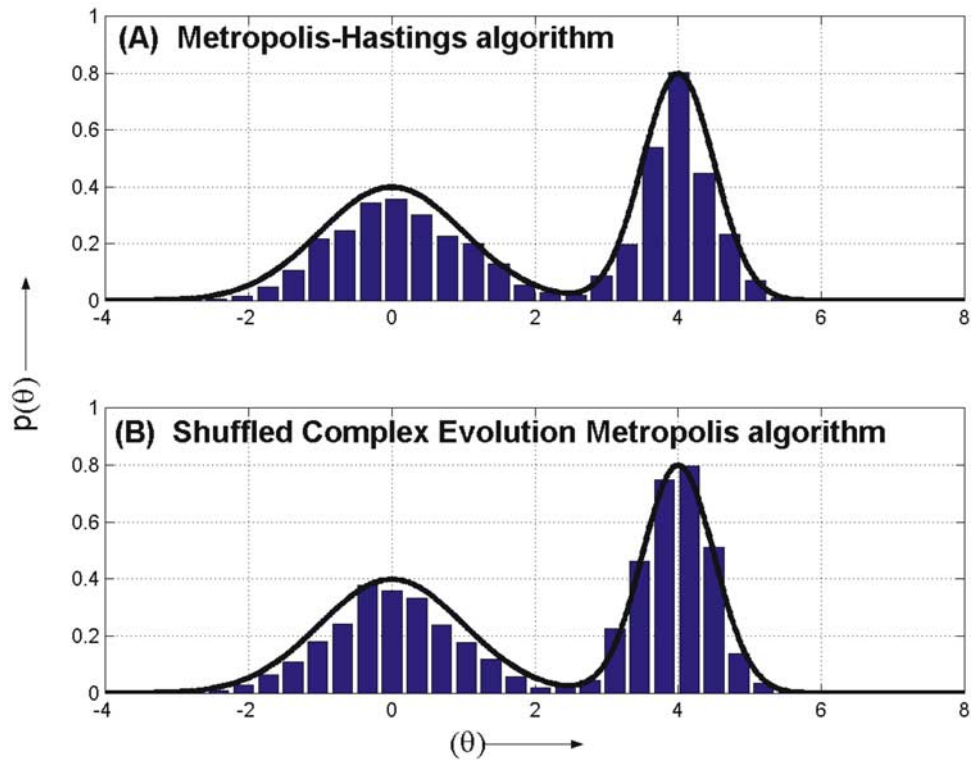 (A) Metropolis-Hastings algorithm
1
0.8
0.6
0.4
0.2
0
-4 -2 0 2 4 6 8
p(θ)
(B) Shuffled Complex Evolution Metropolis algorithm
1
0.8
0.6
0.4
0.2
0
-4 -2 0 2 4 6 8
(θ)